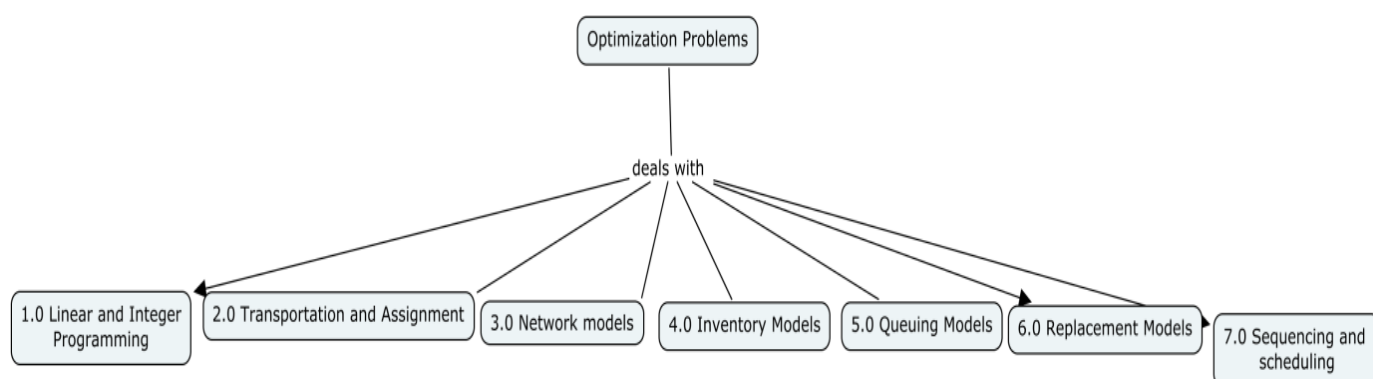 Optimization Problems
deals with
1.0 Linear and Integer
Programming
2.0 Transportation and Assignment
3.0 Network models
4.0 Inventory Models
5.0 Queuing Models
6.0 Replacement Models
7.0 Sequencing and
scheduling